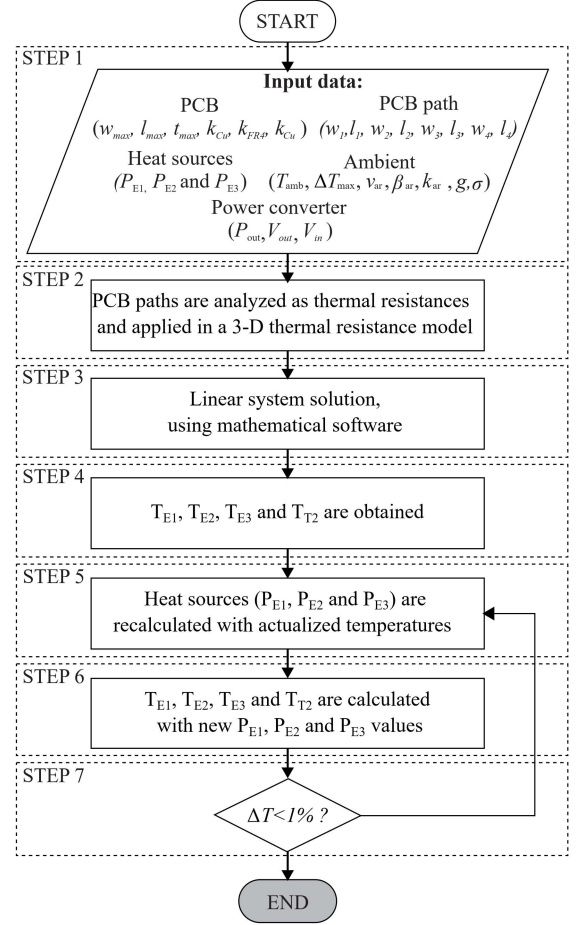 START
STEP 1
Input data:
PCB PCB path
(w_max, l_max, t_max, k_Cu, k_FR4, k_Cu) (w_1,l_1, w_2, l_2, w_3, l_3, w_4, l_4)
Heat sources Ambient
(P_E1, P_E2 and P_E3) (T_amb, ΔT_max, v_ar, β_ar, k_ar, g,σ)
Power converter
(P_out, V_out, V_in)
STEP 2
PCB paths are analyzed as thermal resistances
and applied in a 3-D thermal resistance model
STEP 3
Linear system solution,
using mathematical software
STEP 4
T_E1, T_E2, T_E3 and T_T2 are obtained
STEP 5
Heat sources (P_E1, P_E2 and P_E3) are
recalculated with actualized temperatures
STEP 6
T_E1, T_E2, T_E3 and T_T2 are calculated
with new P_E1, P_E2 and P_E3 values
STEP 7
ΔT<1% ?
END